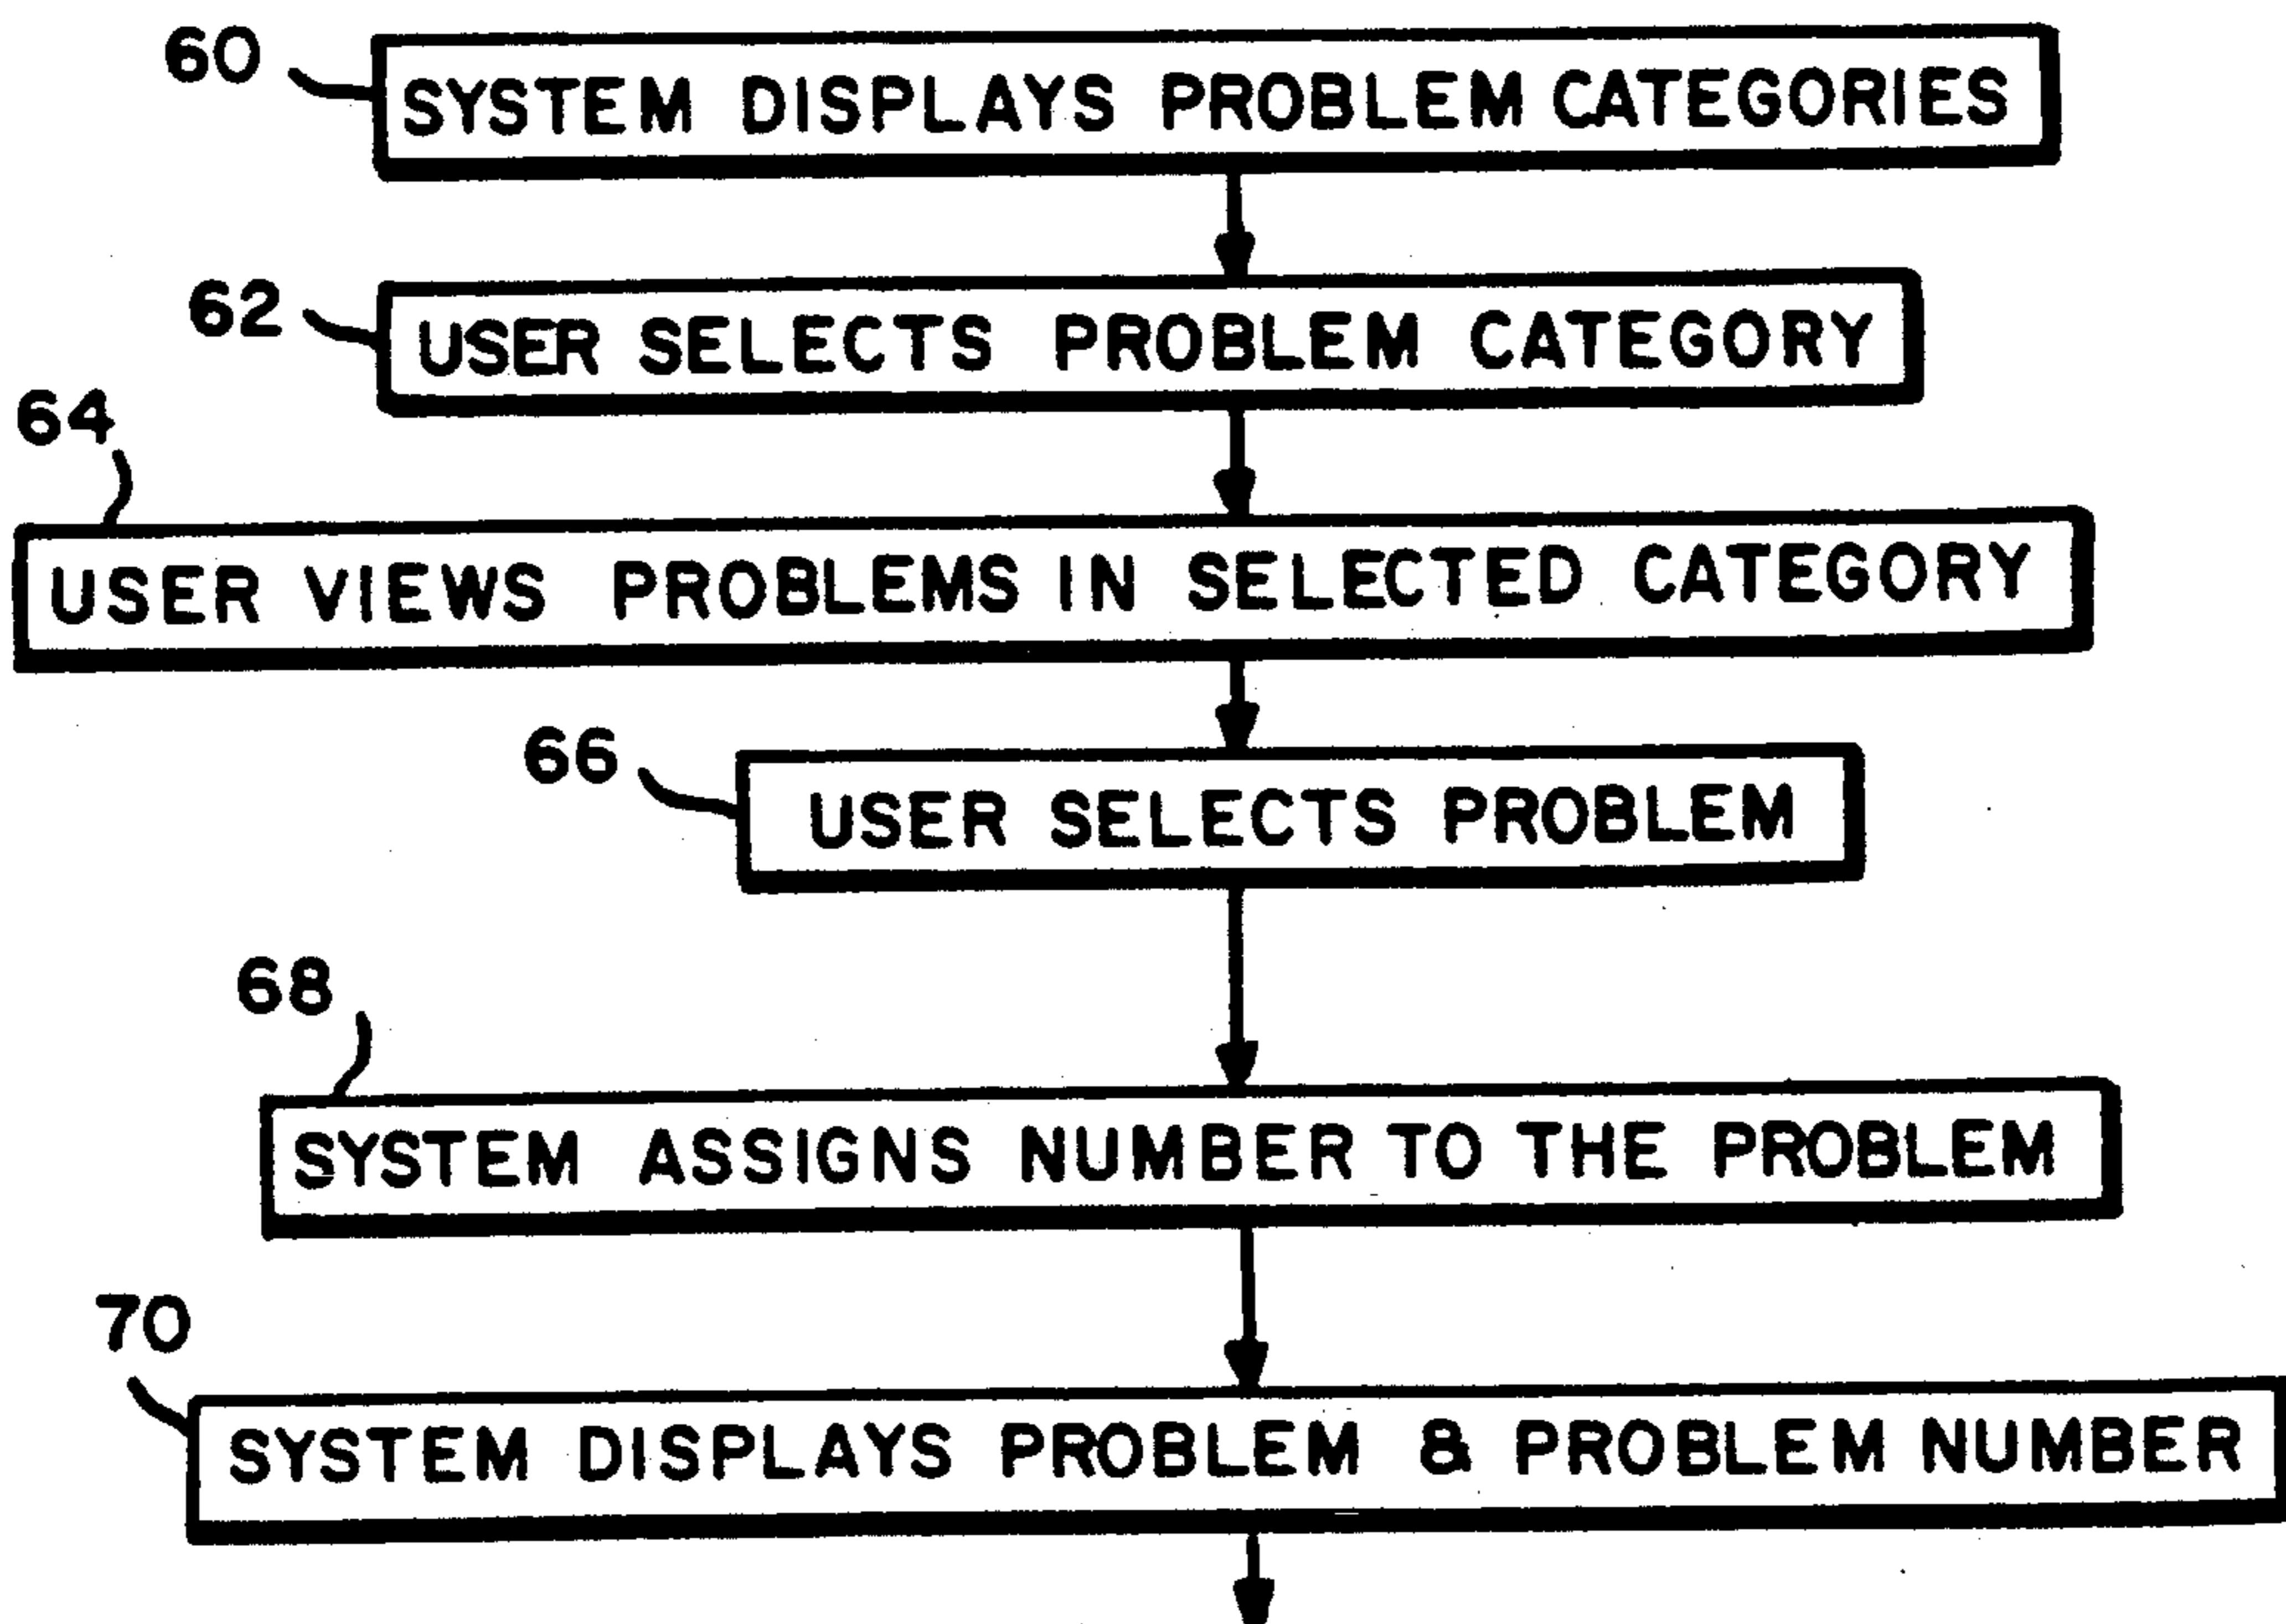 60
SYSTEM DISPLAYS PROBLEM CATEGORIES
62
USER SELECTS PROBLEM CATEGORY
64
USER VIEWS PROBLEMS IN SELECTED CATEGORY
66
USER SELECTS PROBLEM
68
SYSTEM ASSIGNS NUMBER TO THE PROBLEM
70
SYSTEM DISPLAYS PROBLEM & PROBLEM NUMBER